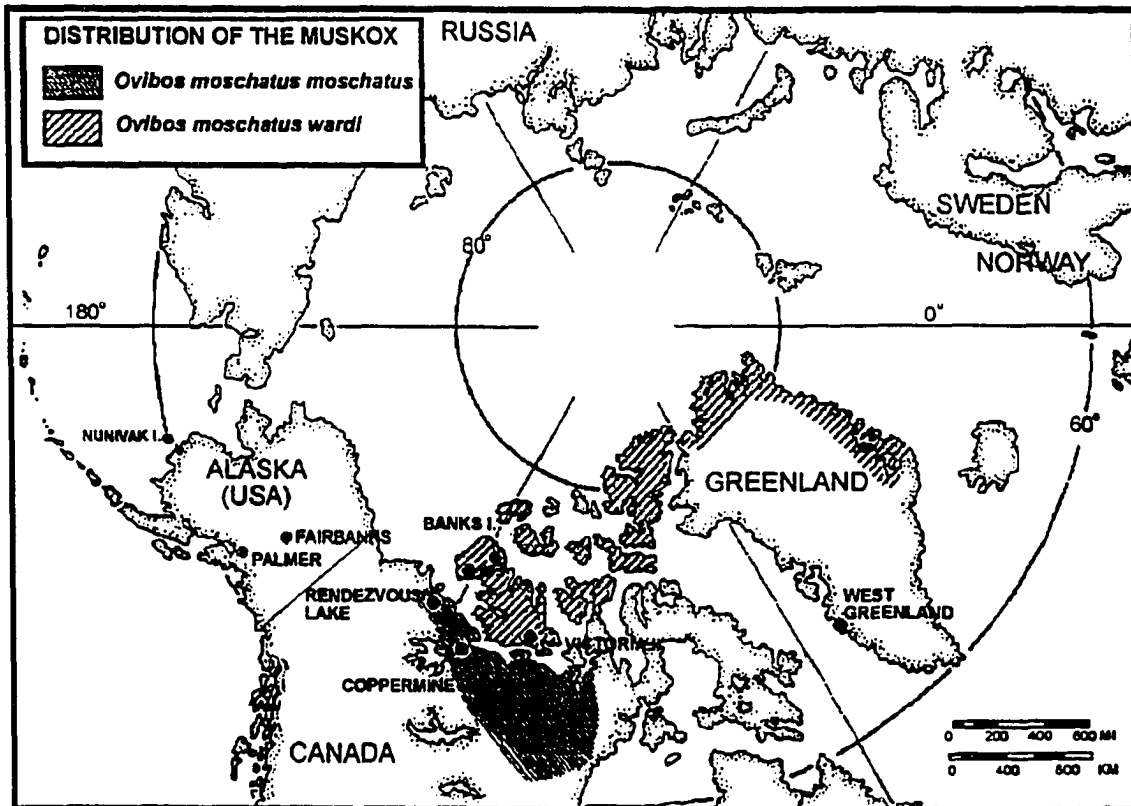 DISTRIBUTION OF THE MUSKOX
Ovibos moschatus moschatus
Ovibos moschatus wardi
RUSSIA
SWEDEN
NORWAY
80°
180°
0°
60°
NUNIVAK I.
ALASKA
(USA)
FAIRBANKS
PALMER
BANKS I.
GREENLAND
RENDEZVOUS
LAKE
WEST
GREENLAND
VICTORIA I.
COPPERMINE
CANADA
0 200 400 600 MI
0 400 800 KM